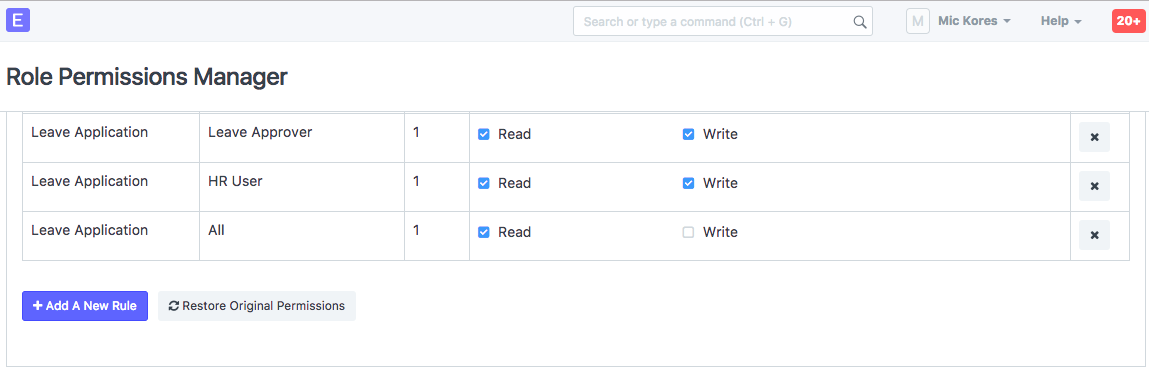 E Search or type a command (Ctrl + G) M Mic Kores Help 20+
Role Permissions Manager
Leave Application Leave Approver 1 Read Write
Leave Application HR User 1 Read Write
Leave Application All 1 Read Write
Add A New Rule Restore Original Permissions